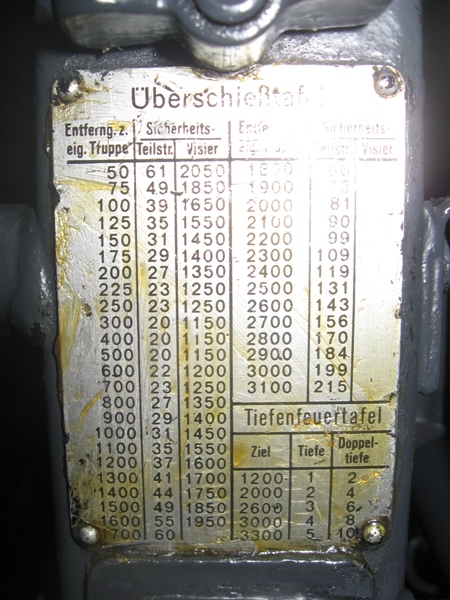 Überschießtafel
Entferng. z. Sicherheits- Sicherheits-
eig. Truppe Teilstr. Visier eig. Teilstr. Visier
50 61 2050 1800
75 49 1850 1900 73
100 39 1650 2000 81
125 35 1550 2100 90
150 31 1450 2200 99
175 29 1400 2300 109
200 27 1350 2400 119
225 23 1250 2500 131
250 23 1250 2600 143
300 20 1150 2700 156
400 20 1150 2800 170
500 20 1150 2900 184
600 22 1200 3000 199
700 23 1250 3100 215
800 27 1350
900 29 1400 Tiefenfeuertafel
1000 31 1450
1100 35 1550 Ziel Tiefe Doppel-
1200 37 1600 tiefe
1300 41 1700 1200 1 2
1400 44 1750 2000 2 4
1500 49 1850 2600 3 6
1600 55 1950 3000 4 8
1700 60 3300 5 10